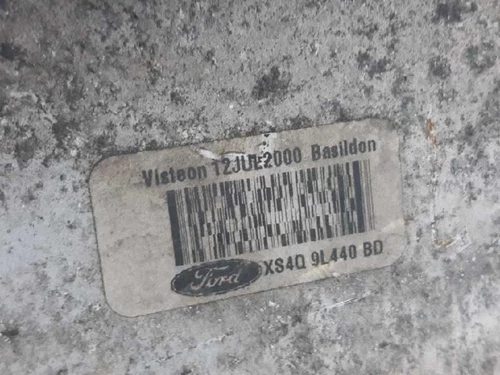 Visteon 12JUL2000 Basildon
Ford XS4Q 9L440 BD